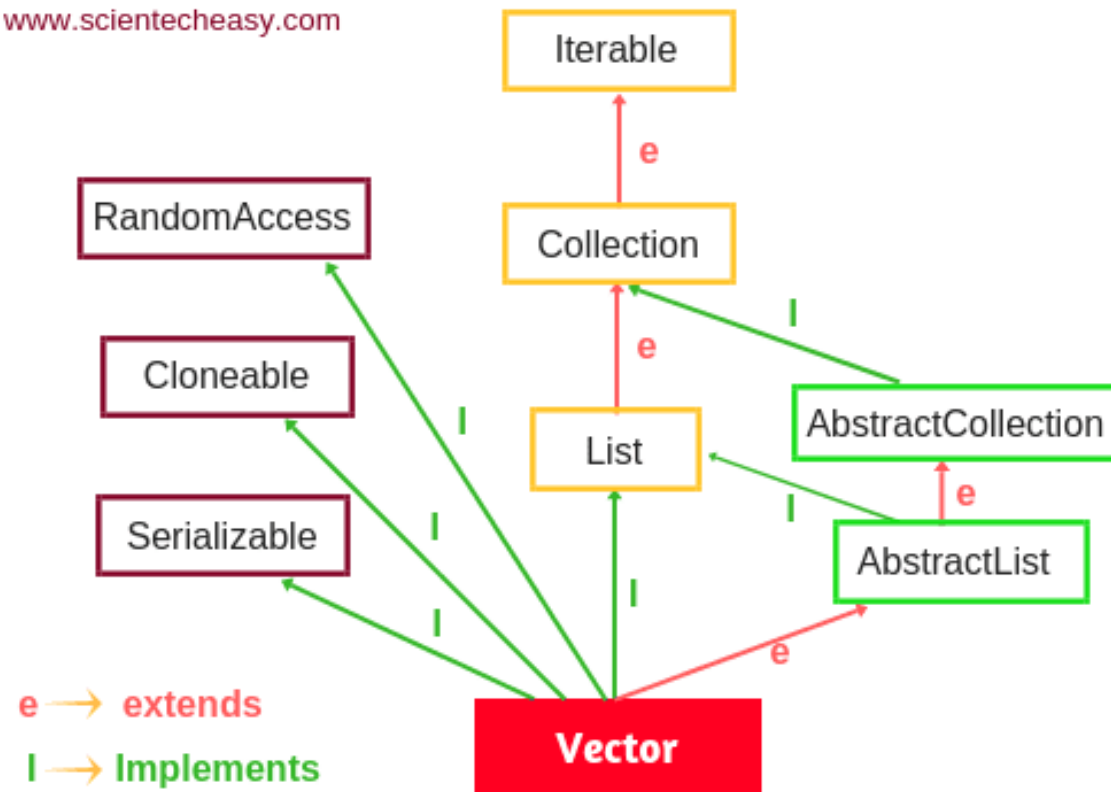 www.scientecheasy.com
Iterable
e
RandomAccess
Collection
I
e
Cloneable
I
List
AbstractCollection
e
I
Serializable
I
AbstractList
I
I
e
e → extends
Vector
I → Implements